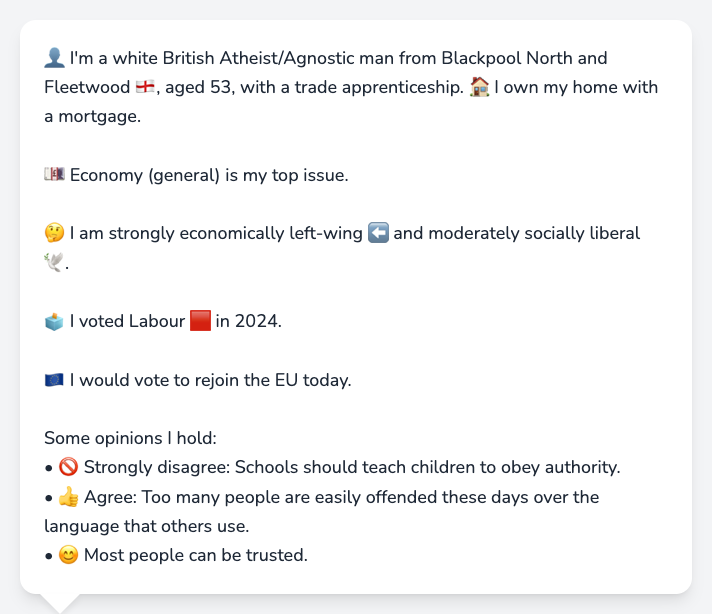 👤 I'm a white British Atheist/Agnostic man from Blackpool North and
Fleetwood 🏴󠁧󠁢󠁥󠁮󠁧󠁿, aged 53, with a trade apprenticeship. 🏠 I own my home with
a mortgage.
💷 Economy (general) is my top issue.
🤔 I am strongly economically left-wing ⬅️ and moderately socially liberal
🕊️.
🗳️ I voted Labour 🟥 in 2024.
🇪🇺 I would vote to rejoin the EU today.
Some opinions I hold:
• 🚫 Strongly disagree: Schools should teach children to obey authority.
• 👍 Agree: Too many people are easily offended these days over the
language that others use.
• 😊 Most people can be trusted.